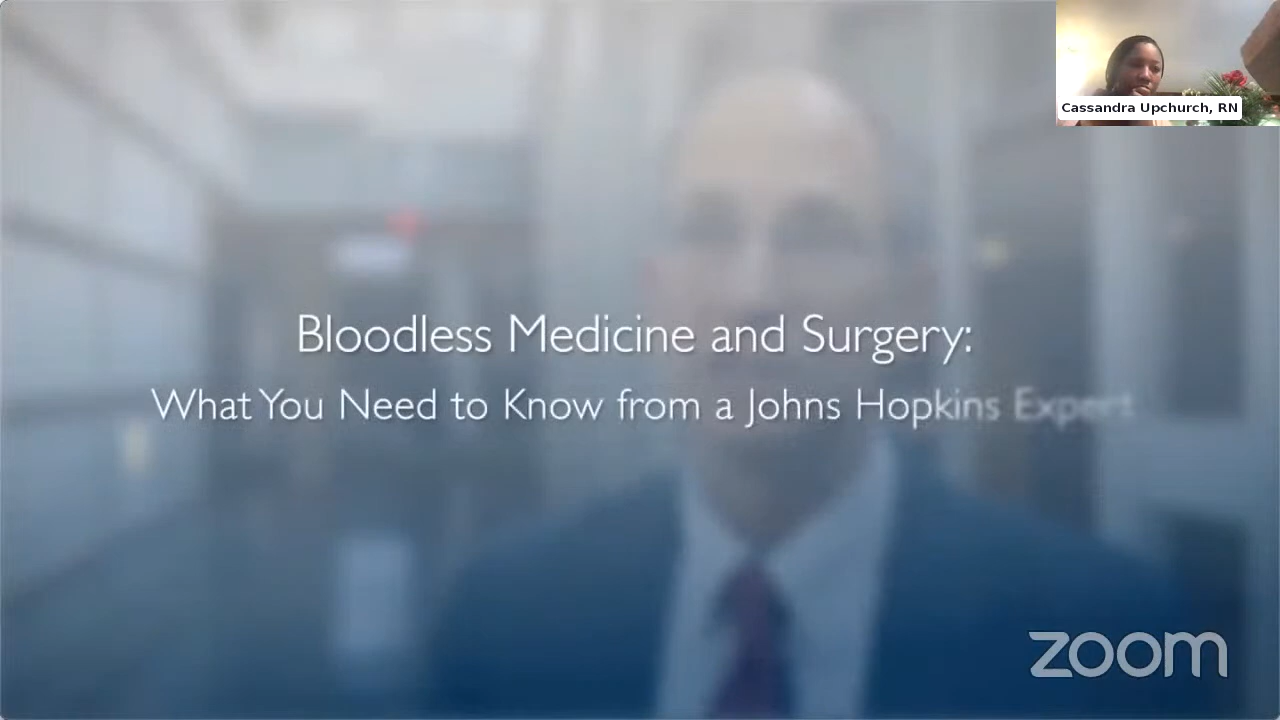 Cassandra Upchurch, RN
Bloodless Medicine and Surgery:
What You Need to Know from a Johns Hopkins Expert
zoom